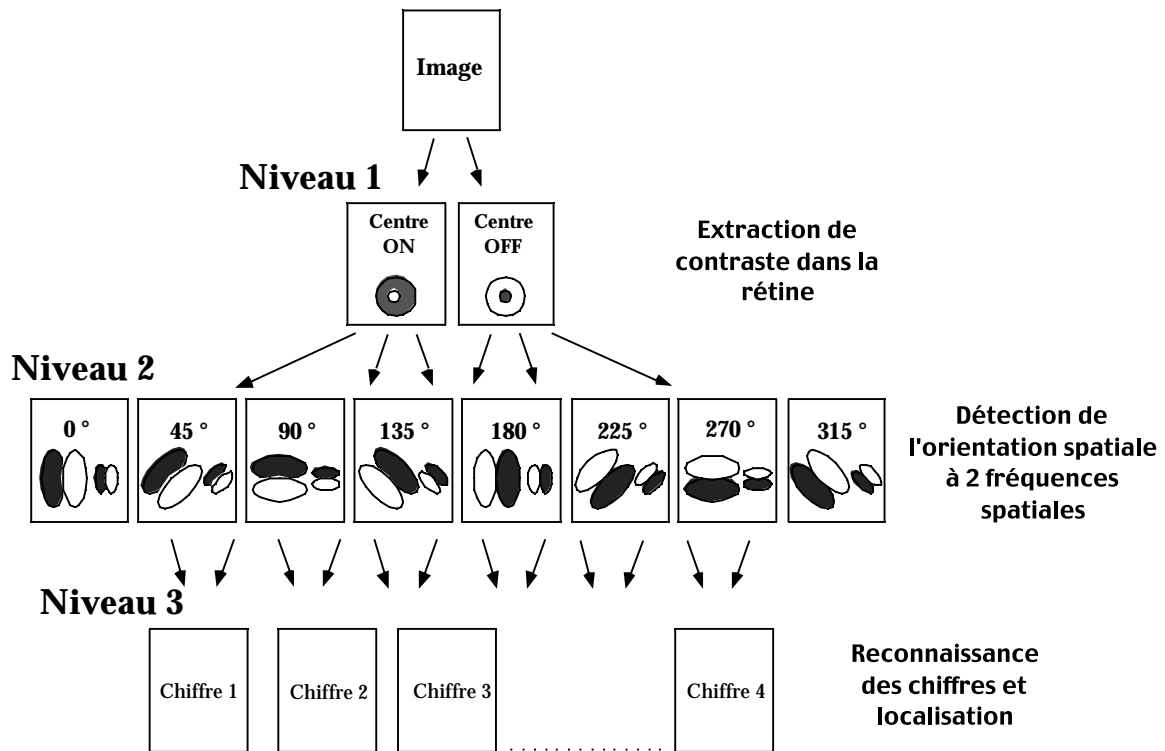 Image
Niveau 1
Centre
ON
Centre
OFF
Extraction de
contraste dans la
rétine
Niveau 2
0 °
45 °
90 °
135 °
180 °
225 °
270 °
315 °
Détection de
l'orientation spatiale
à 2 fréquences
spatiales
Niveau 3
Chiffre 1
Chiffre 2
Chiffre 3
..............
Chiffre 4
Reconnaissance
des chiffres et
localisation